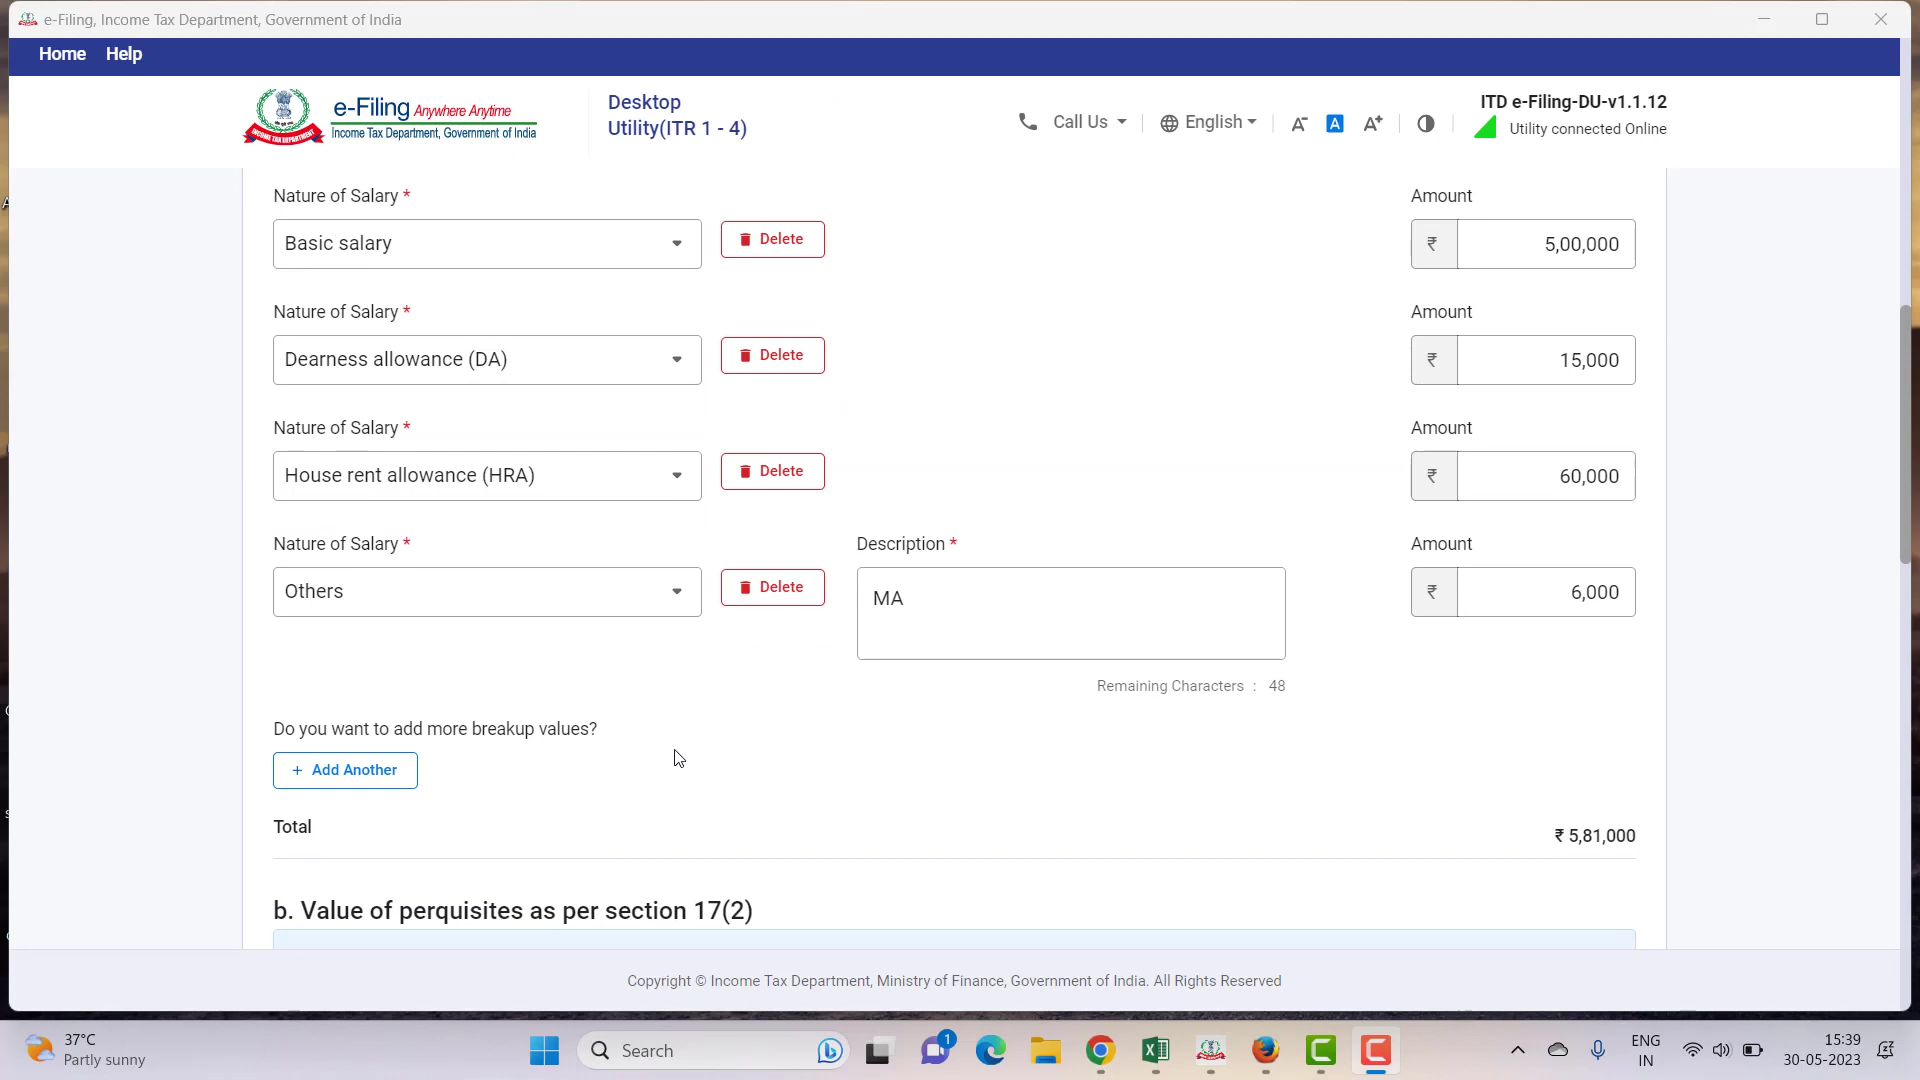 e-Filing, Income Tax Department, Government of India
Home Help
e-Filing Anywhere Anytime
Income Tax Department, Government of India
INCOME TAX DEPARTMENT
Desktop
Utility(ITR 1 - 4)
Call Us
English
A-
A
A+
ITD e-Filing-DU-v1.1.12
Utility connected Online
Nature of Salary * Amount
Basic salary Delete ₹ 5,00,000
Nature of Salary * Amount
Dearness allowance (DA) Delete ₹ 15,000
Nature of Salary * Amount
House rent allowance (HRA) Delete ₹ 60,000
Nature of Salary * Description * Amount
Others Delete MA ₹ 6,000
Remaining Characters : 48
Do you want to add more breakup values?
+ Add Another
Total
₹ 5,81,000
b. Value of perquisites as per section 17(2)
Copyright © Income Tax Department, Ministry of Finance, Government of India. All Rights Reserved
37°C
Partly sunny
Search
1
ENG
IN
15:39
30-05-2023